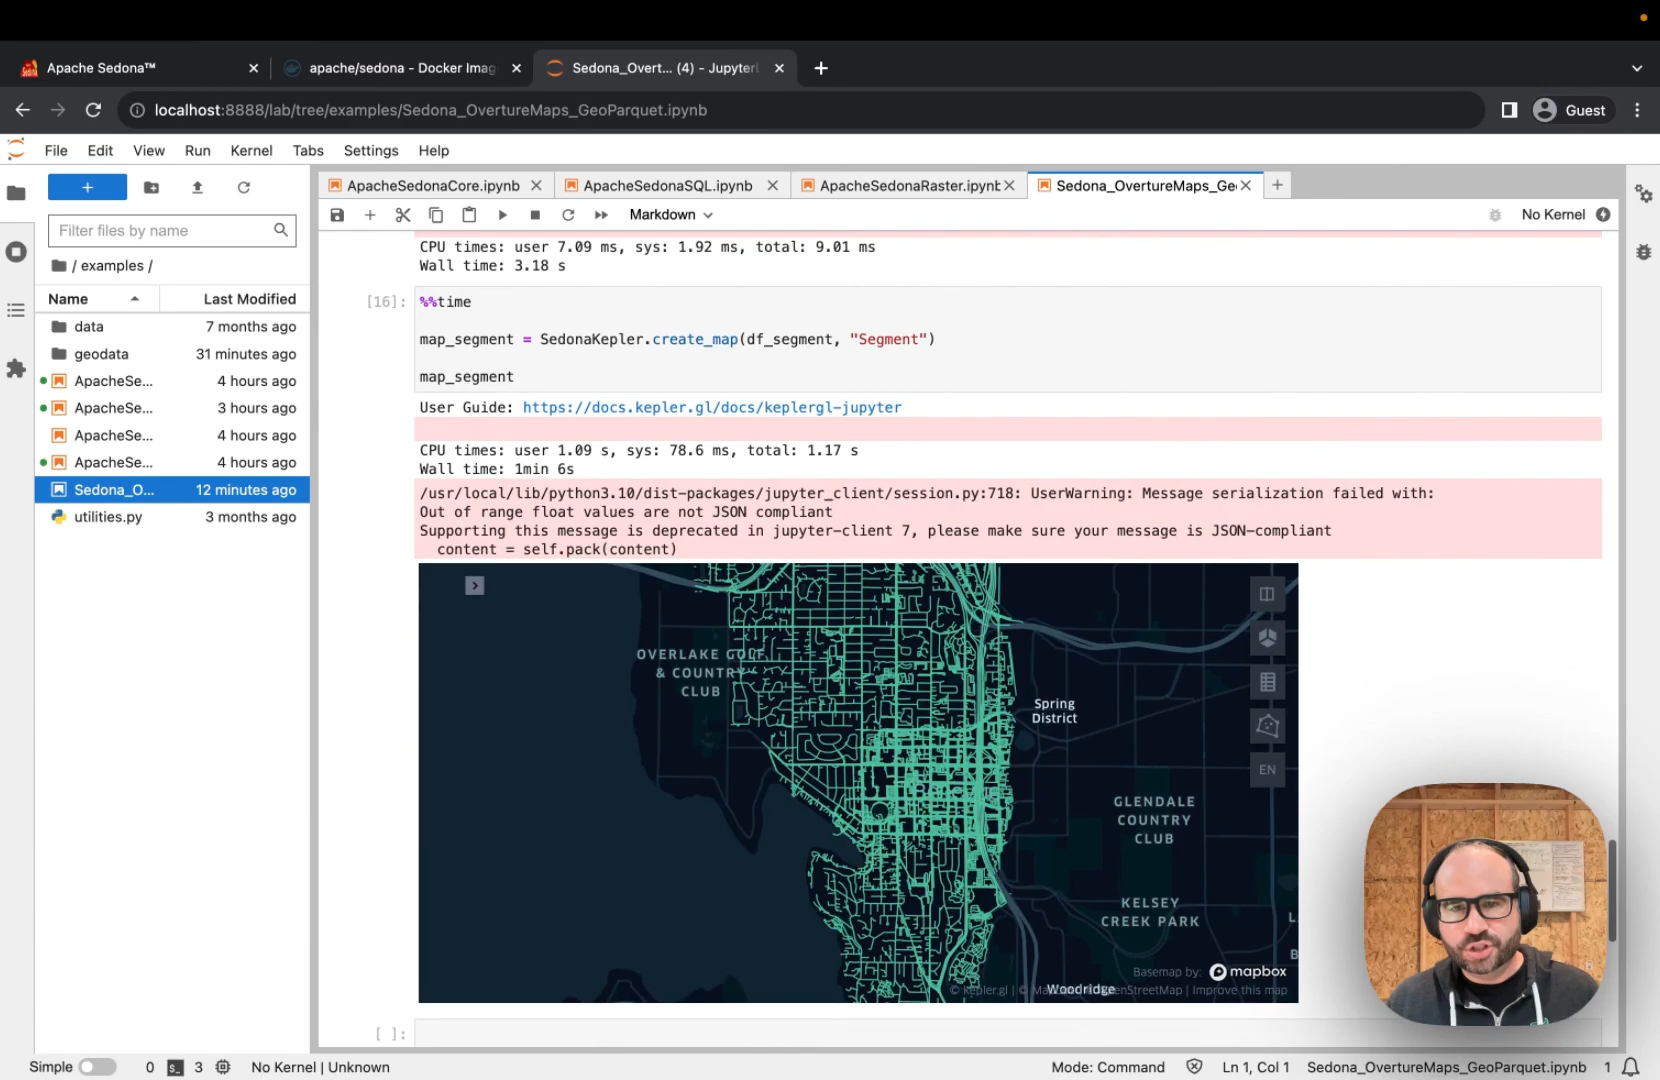 Apache Sedona™
apache/sedona - Docker Imag
Sedona_Overt... (4) - JupyterL
localhost:8888/lab/tree/examples/Sedona_OvertureMaps_GeoParquet.ipynb
Guest
File Edit View Run Kernel Tabs Settings Help
ApacheSedonaCore.ipynb
ApacheSedonaSQL.ipynb
ApacheSedonaRaster.ipynb
Sedona_OvertureMaps_Ge
Markdown
No Kernel
Filter files by name
/ examples /
Name Last Modified
data 7 months ago
geodata 31 minutes ago
ApacheSe... 4 hours ago
ApacheSe... 3 hours ago
ApacheSe... 4 hours ago
ApacheSe... 4 hours ago
Sedona_O... 12 minutes ago
utilities.py 3 months ago
CPU times: user 7.09 ms, sys: 1.92 ms, total: 9.01 ms
Wall time: 3.18 s
[16]: %%time
map_segment = SedonaKepler.create_map(df_segment, "Segment")
map_segment
User Guide: https://docs.kepler.gl/docs/keplergl-jupyter
CPU times: user 1.09 s, sys: 78.6 ms, total: 1.17 s
Wall time: 1min 6s
/usr/local/lib/python3.10/dist-packages/jupyter_client/session.py:718: UserWarning: Message serialization failed with:
Out of range float values are not JSON compliant
Supporting this message is deprecated in jupyter-client 7, please make sure your message is JSON-compliant
content = self.pack(content)
OVERLAKE GOLF
& COUNTRY
CLUB
Spring
District
EN
GLENDALE
COUNTRY
CLUB
KELSEY
CREEK PARK
L
B
Basemap by: mapbox
Woodridge
© kepler.gl | © OpenStreetMap | Improve this map
[ ]:
Simple 0 3 No Kernel | Unknown
Mode: Command Ln 1, Col 1 Sedona_OvertureMaps_GeoParquet.ipynb 1